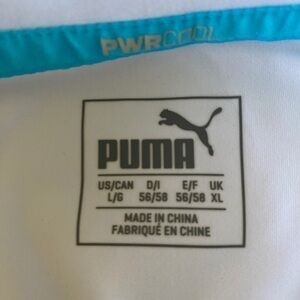 PWRCOOL
PUMA
US/CAN D/I E/F UK
L/G 56/58 56/58 XL
MADE IN CHINA
FABRIQUÉ EN CHINE